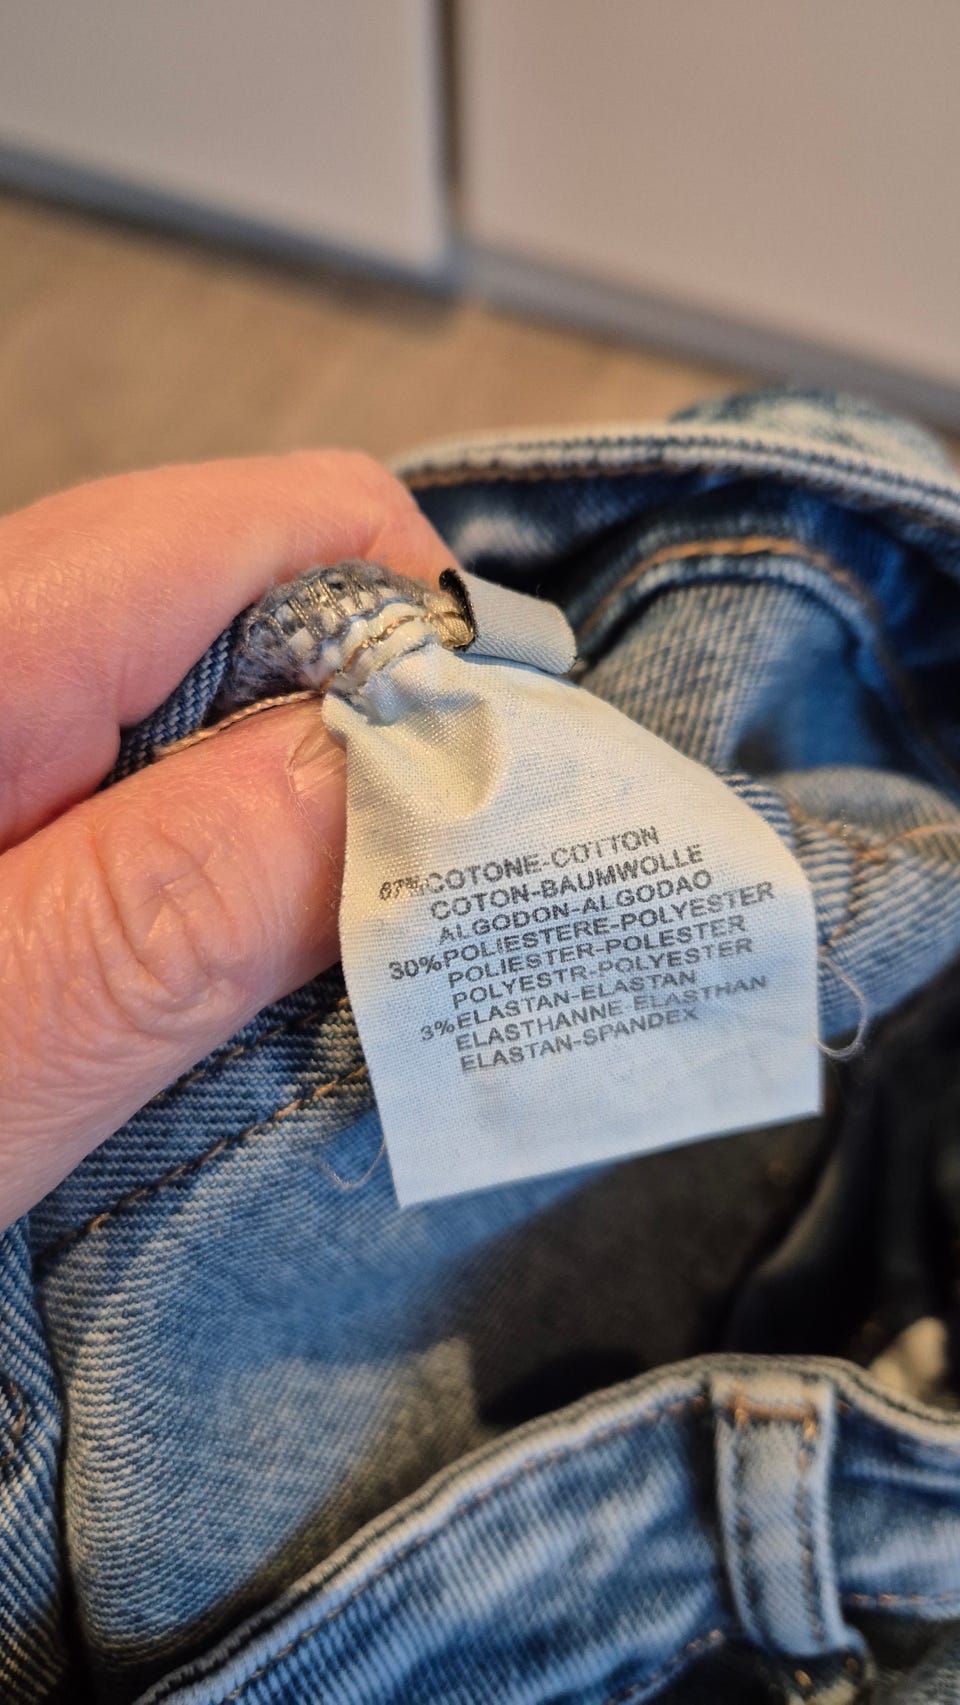 67%COTONE-COTTON
COTON-BAUMWOLLE
ALGODON-ALGODAO
30%POLIESTERE-POLYESTER
POLIESTER-POLESTER
POLYESTR-POLYESTER
3%ELASTAN-ELASTAN
ELASTHANNE ELASTHAN
ELASTAN-SPANDEX